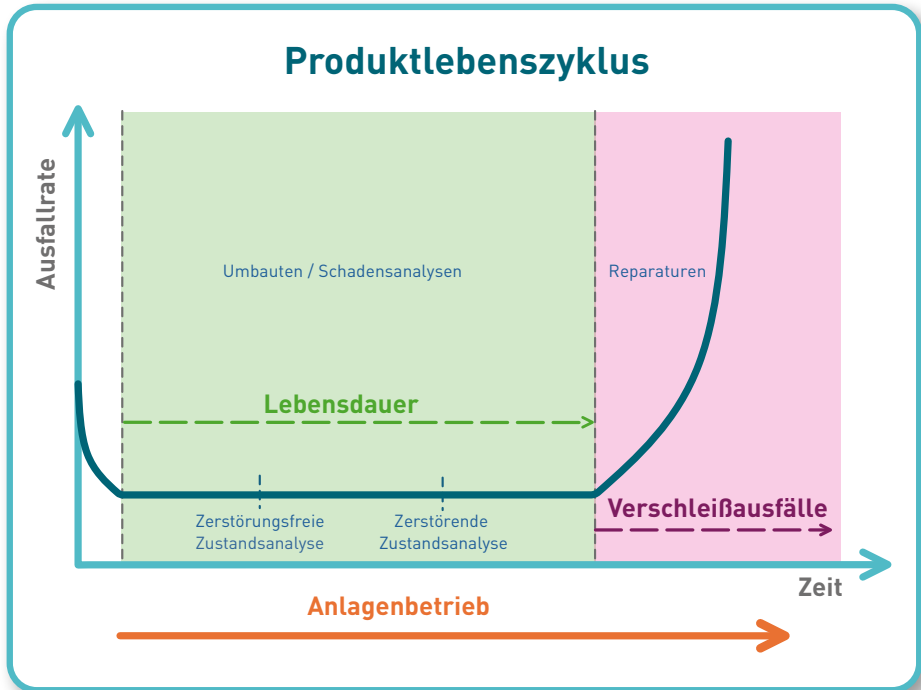 Produktlebenszyklus
Ausfallrate
Umbauten / Schadensanalysen
Reparaturen
Lebensdauer
Zerstörungsfreie
Zustandsanalyse
Zerstörende
Zustandsanalyse
Verschleißausfälle
Zeit
Anlagenbetrieb